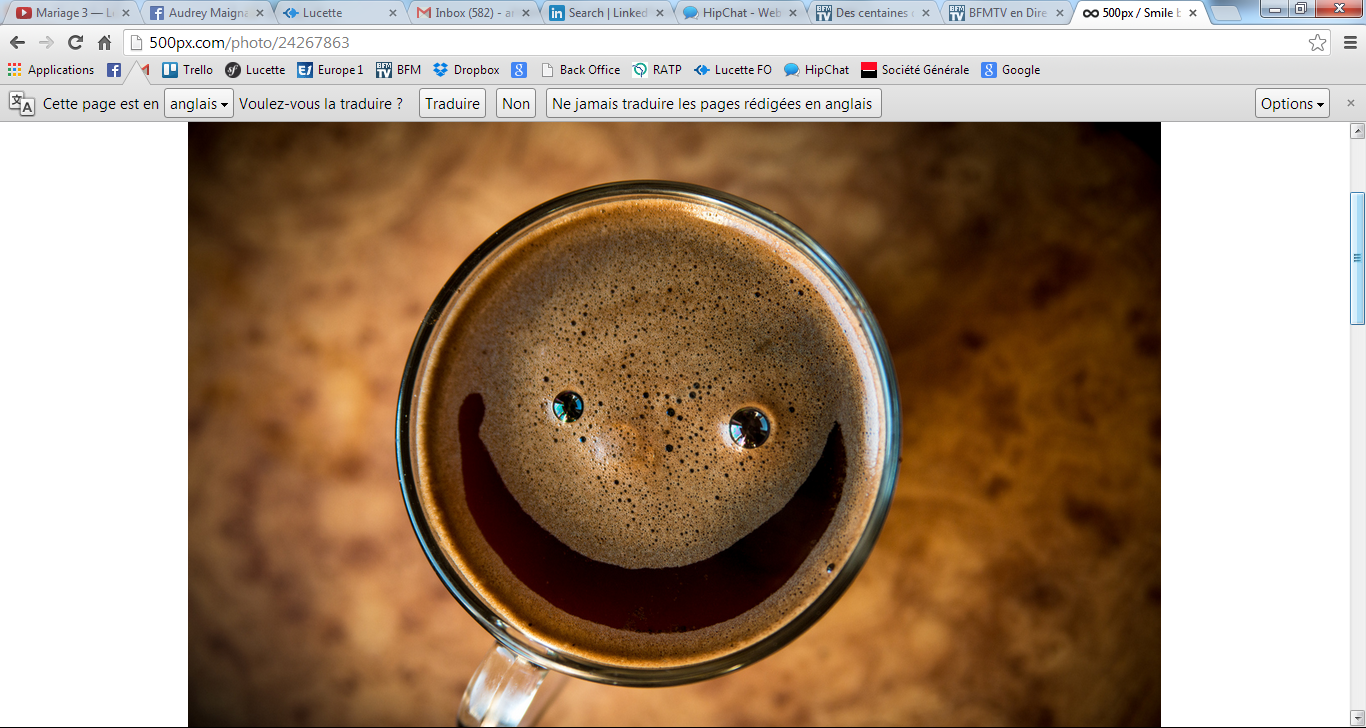 Mariage 3 — Li Audrey Maigna Lucette Inbox (582) - a Search | Linked HipChat - Web Des centaines BFMTV en Dire 500px / Smile b
500px.com/photo/24267863
Applications Trello Lucette Europe 1 BFM Dropbox Back Office RATP Lucette FO HipChat Société Générale Google
Cette page est en anglais Voulez-vous la traduire ? Traduire Non Ne jamais traduire les pages rédigées en anglais Options